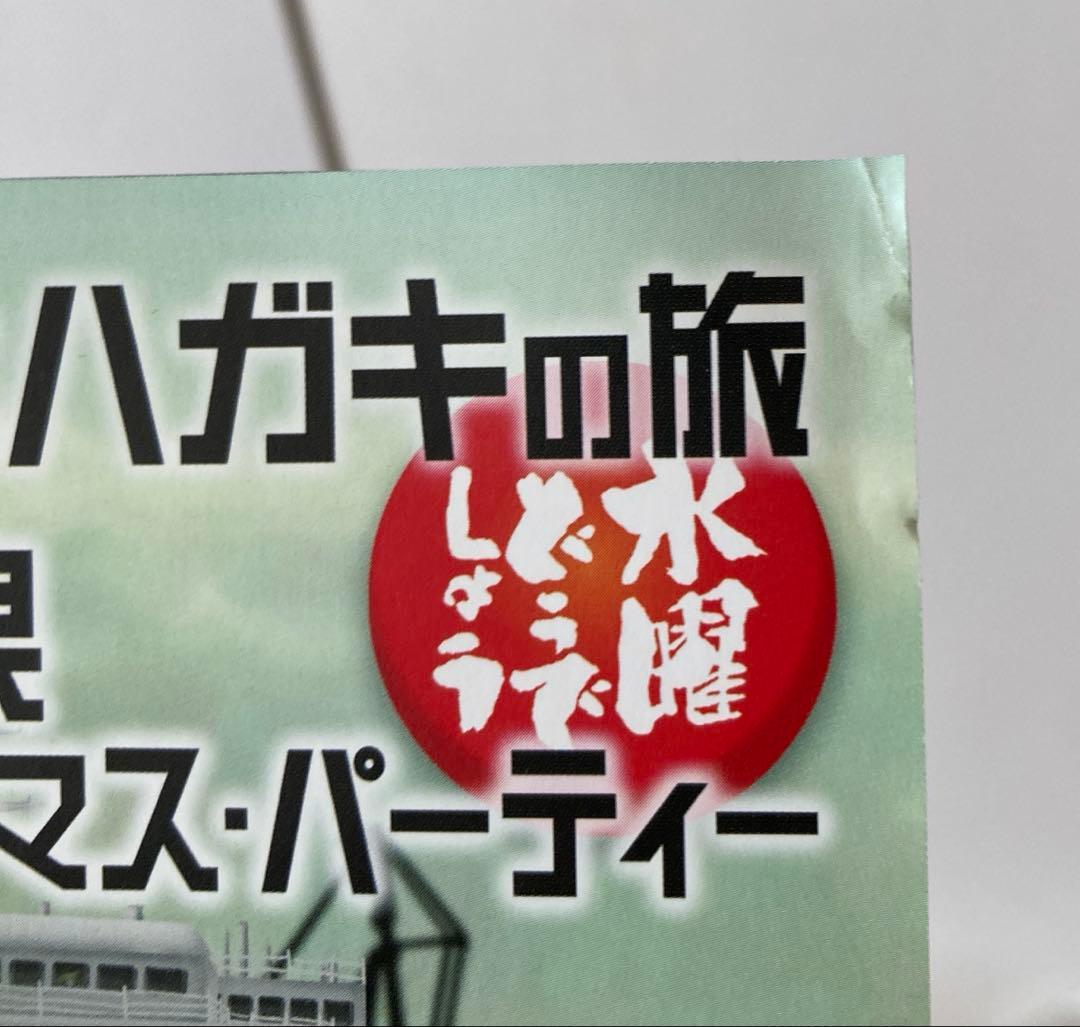 ハガキの旅
水曜
どうで
しょう
マス・パーティー